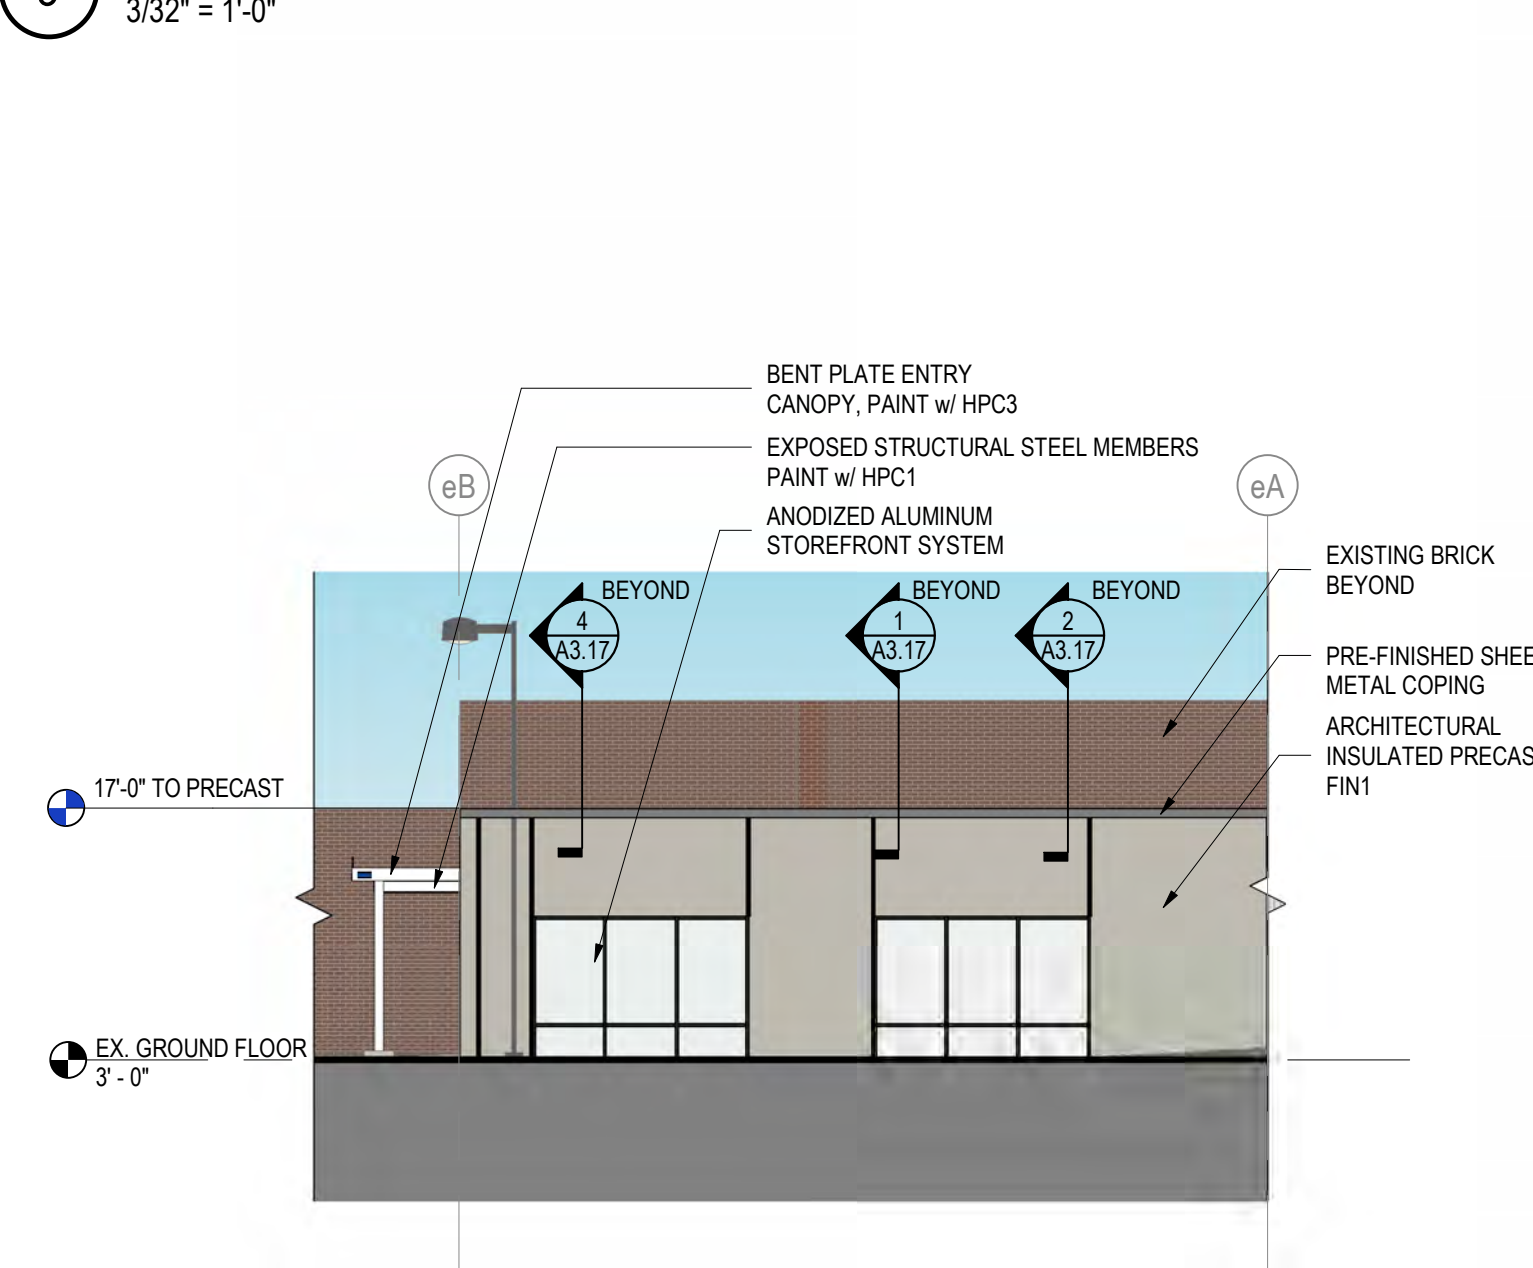 3/32" = 1'-0"
BENT PLATE ENTRY
CANOPY, PAINT w/ HPC3
EXPOSED STRUCTURAL STEEL MEMBERS
PAINT w/ HPC1
eB
eA
ANODIZED ALUMINUM
STOREFRONT SYSTEM
EXISTING BRICK
BEYOND
BEYOND
BEYOND
BEYOND
4
A3.17
1
A3.17
2
A3.17
PRE-FINISHED SHEE
METAL COPING
ARCHITECTURAL
INSULATED PRECAS
FIN1
17'-0" TO PRECAST
EX. GROUND FLOOR
3' - 0"